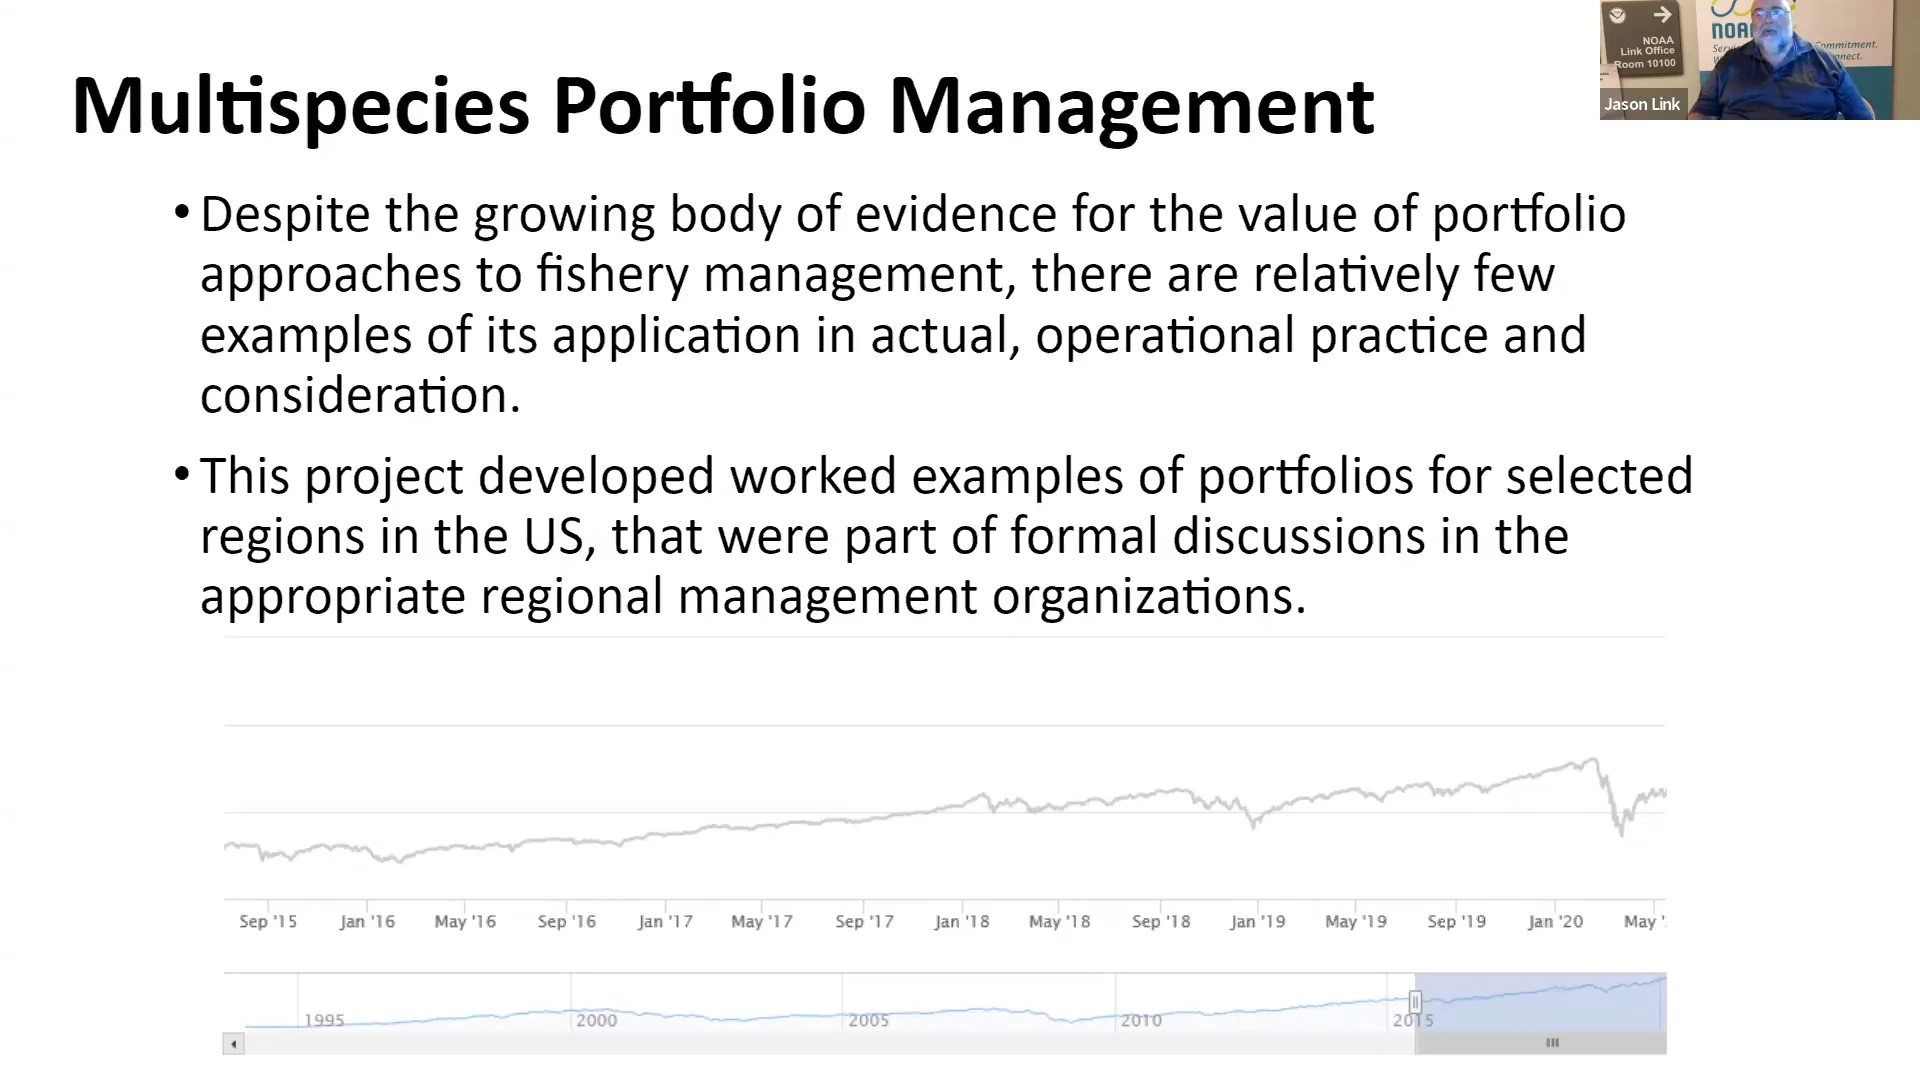 Multispecies Portfolio Management
NOAA
Link Office
Room 10100
NOA
Commitment.
Jason Link
• Despite the growing body of evidence for the value of portfolio
approaches to fishery management, there are relatively few
examples of its application in actual, operational practice and
consideration.
• This project developed worked examples of portfolios for selected
regions in the US, that were part of formal discussions in the
appropriate regional management organizations.
Sep '15 Jan '16 May '16 Sep '16 Jan '17 May '17 Sep '17 Jan '18 May '18 Sep '18 Jan '19 May '19 Sep '19 Jan '20 May '
1995 2000 2005 2010 2015